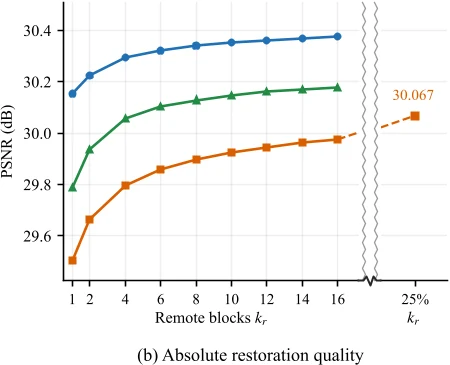 30.4
30.2
30.0
29.8
29.6
PSNR (dB)
30.067
1 2 4 6 8 10 12 14 16 25%
Remote blocks kᵣ kᵣ
(b) Absolute restoration quality